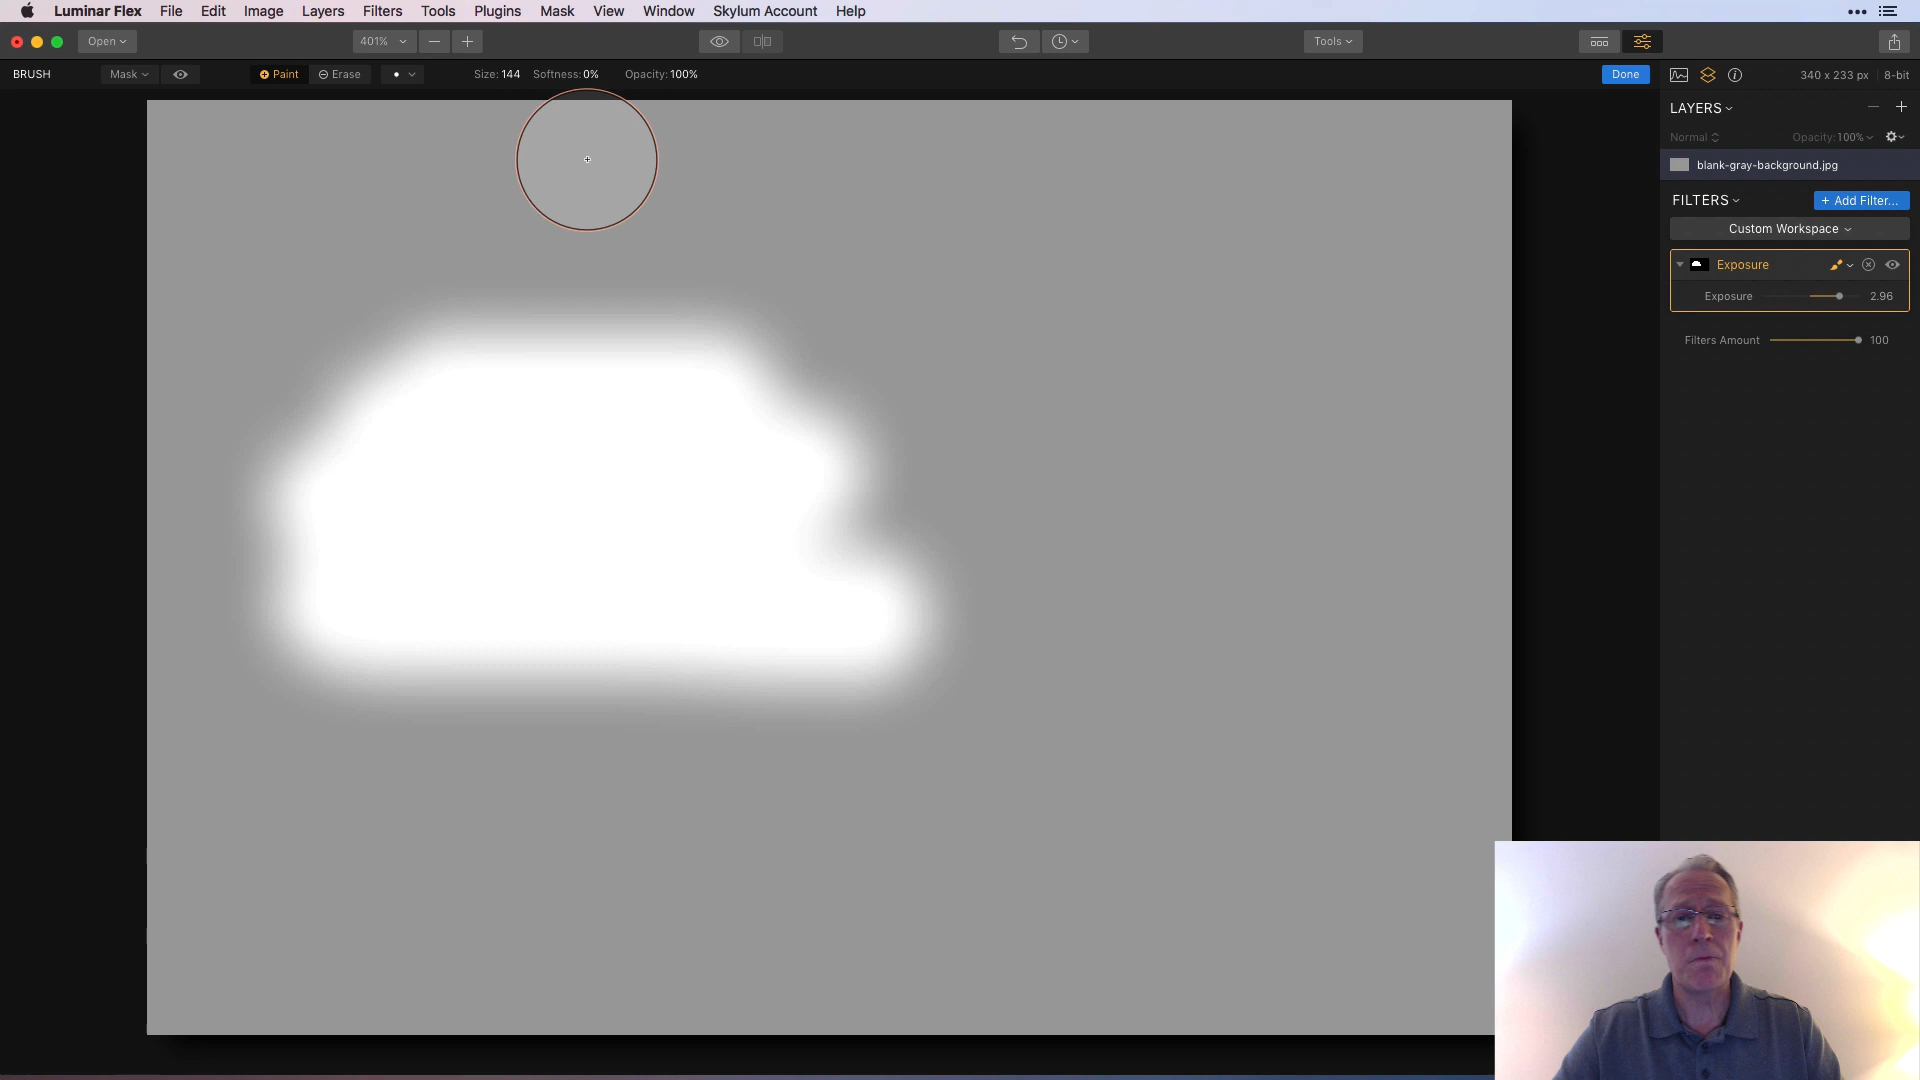 Luminar Flex File Edit Image Layers Filters Tools Plugins Mask View Window Skylum Account Help
Open 401% Tools
BRUSH Mask Paint Erase Size: 144 Softness: 0% Opacity: 100% Done 340 x 233 px 8-bit
LAYERS
Normal Opacity: 100%
blank-gray-background.jpg
FILTERS + Add Filter...
Custom Workspace
Exposure
Exposure 2.96
Filters Amount 100